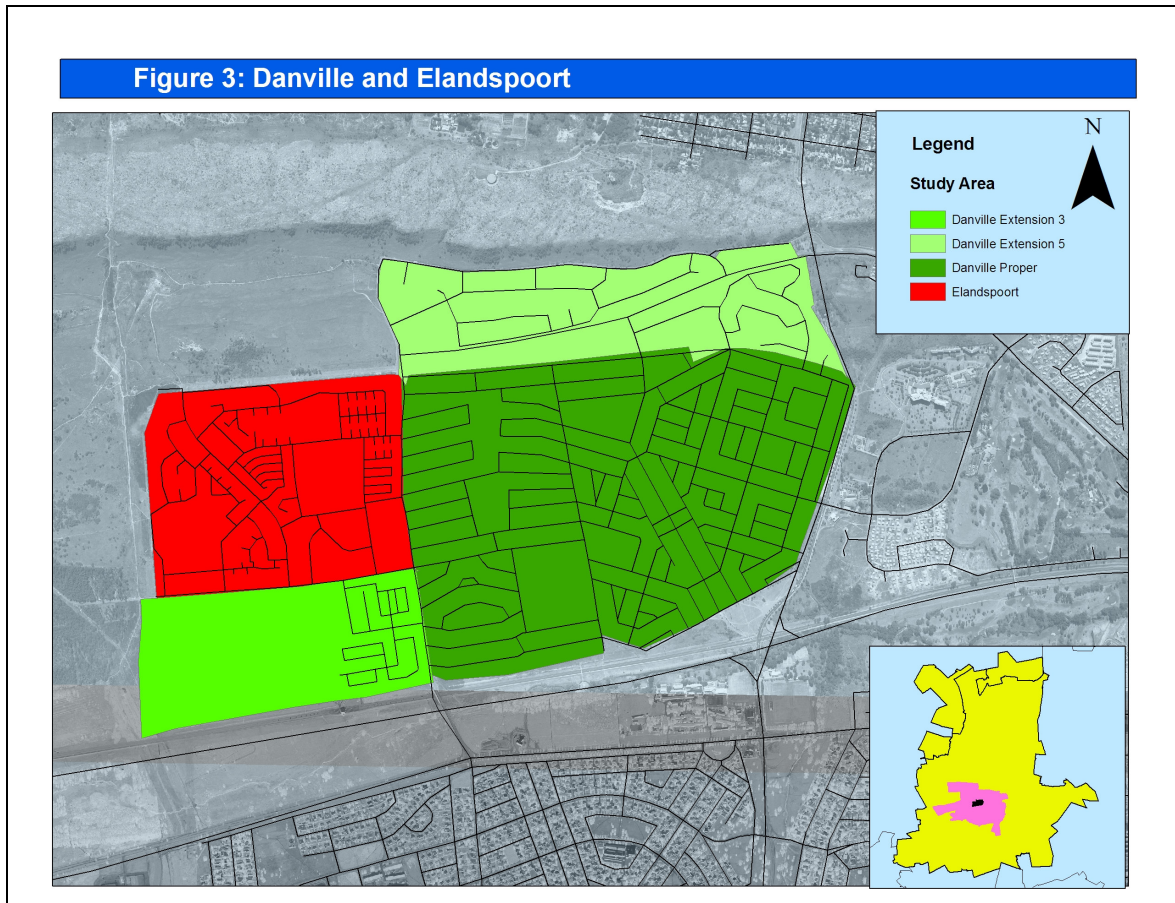 Figure 3: Danville and Elandspoort
N
Legend
Study Area
Danville Extension 3
Danville Extension 5
Danville Proper
Elandspoort